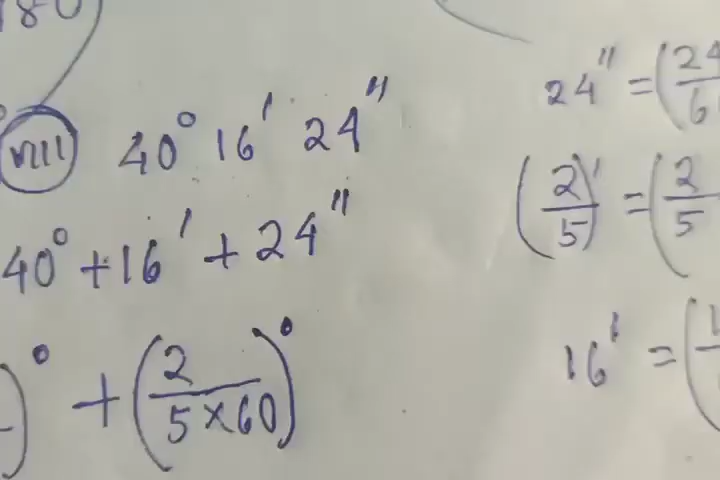 180
VIII 40° 16' 24"
40° + 16' + 24"
)° + (2/(5×60))°
24" = (24/6
(2/5)' = (2/5
16' = (1